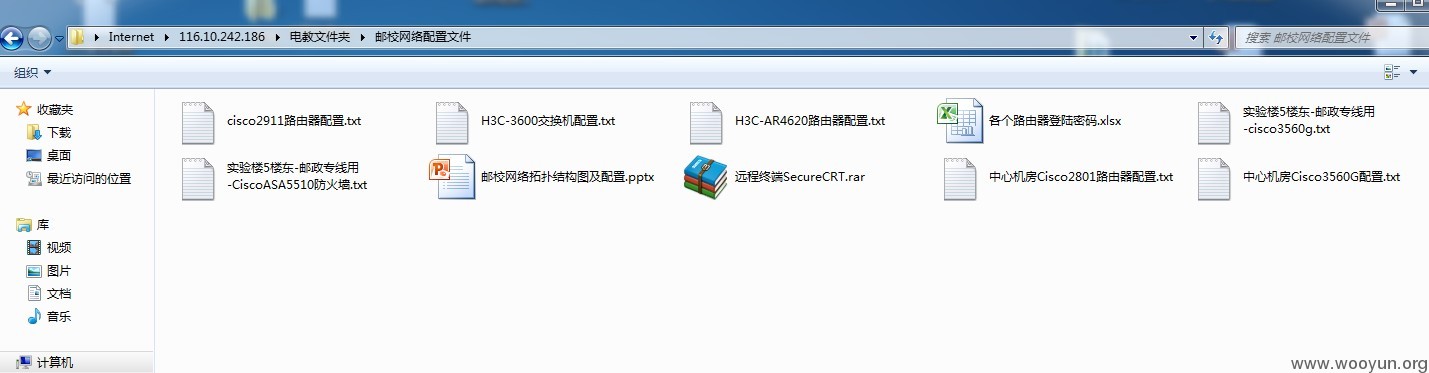 Internet
116.10.242.186
电教文件夹
邮校网络配置文件
搜索 邮校网络配置文件
组织
收藏夹
下载
桌面
最近访问的位置
库
视频
图片
文档
音乐
计算机
cisco2911路由器配置.txt
H3C-3600交换机配置.txt
H3C-AR4620路由器配置.txt
各个路由器登陆密码.xlsx
实验楼5楼东-邮政专线用
-cisco3560g.txt
实验楼5楼东-邮政专线用
-CiscoASA5510防火墙.txt
邮校网络拓扑结构图及配置.pptx
远程终端SecureCRT.rar
中心机房Cisco2801路由器配置.txt
中心机房Cisco3560G配置.txt
www.wooyun.org